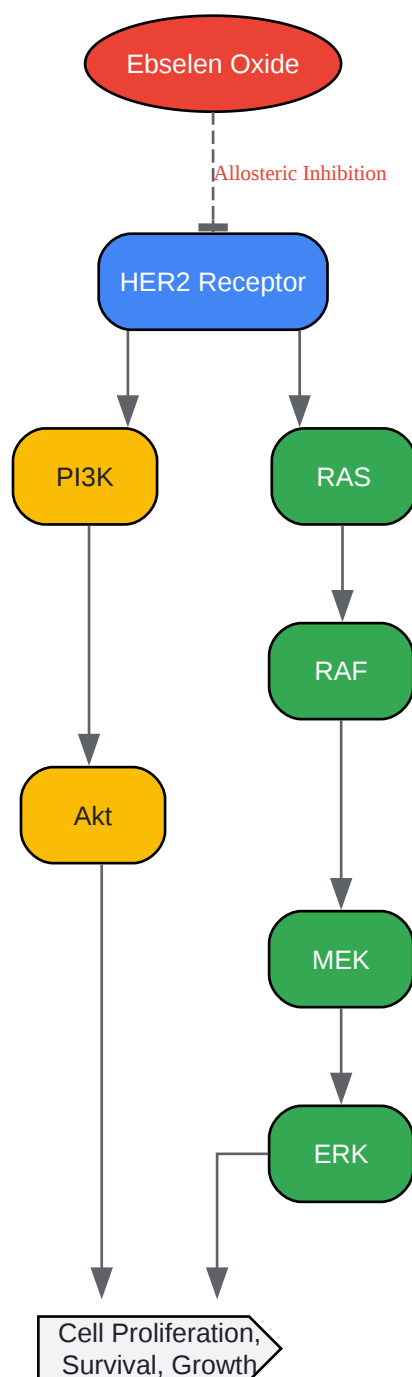 Ebselen Oxide
Allosteric Inhibition
HER2 Receptor
PI3K
RAS
RAF
Akt
MEK
ERK
Cell Proliferation,
Survival, Growth